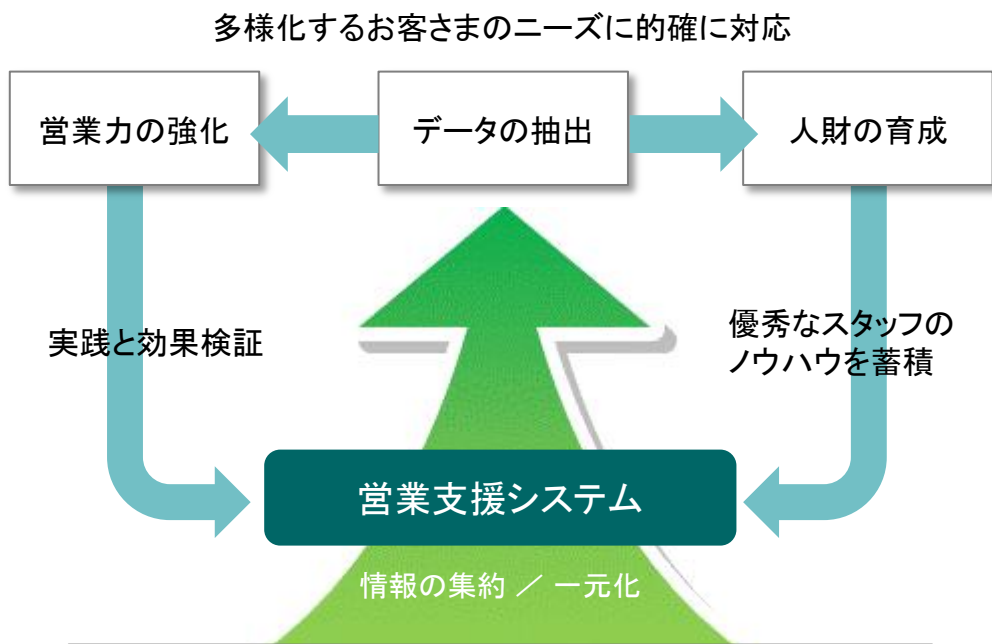 多様化するお客さまのニーズに的確に対応
営業力の強化
データの抽出
人財の育成
実践と効果検証
優秀なスタッフの
ノウハウを蓄積
営業支援システム
情報の集約 ／ 一元化